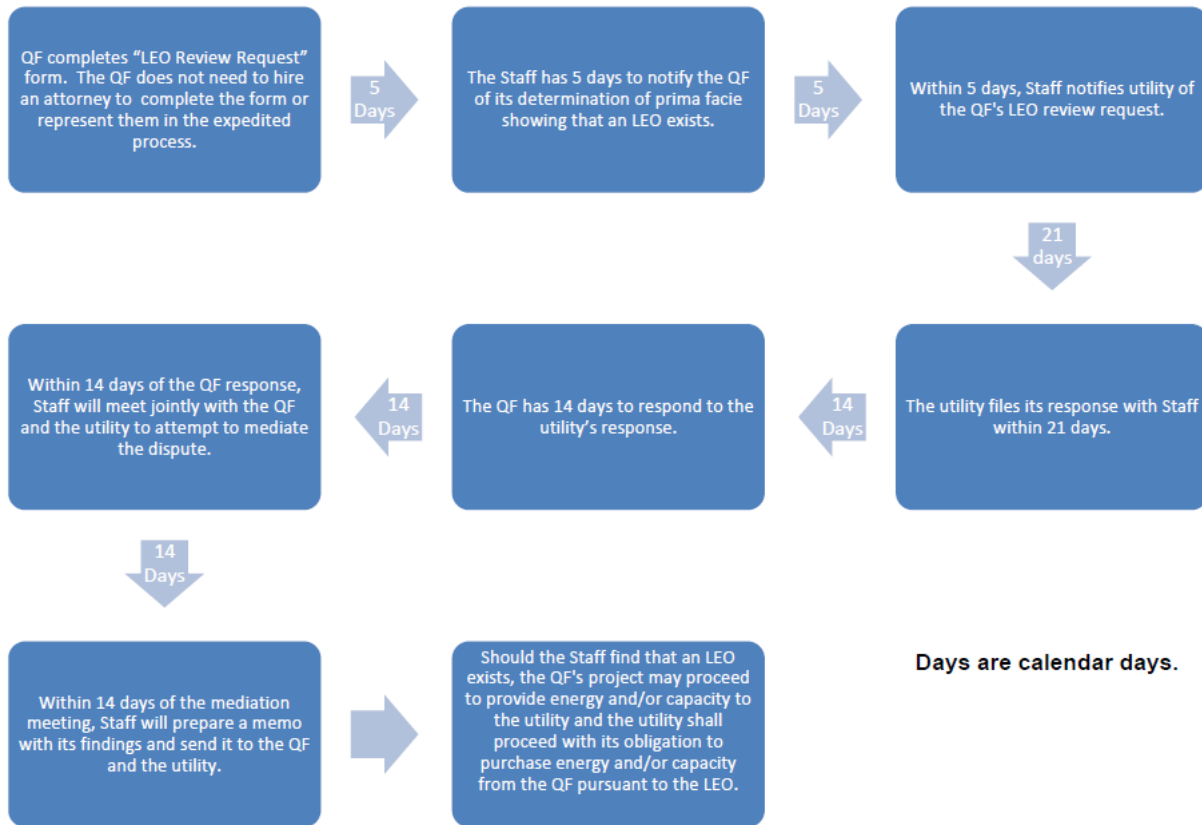 QF completes “LEO Review Request”
form.  The QF does not need to hire
an attorney to  complete the form or
represent them in the expedited
process.
5
Days
The Staff has 5 days to notify the QF
of its determination of prima facie
showing that an LEO exists.
5
Days
Within 5 days, Staff notifies utility of
the QF's LEO review request.
21
days
The utility files its response with Staff
within 21 days.
14
Days
The QF has 14 days to respond to the
utility’s response.
14
Days
Within 14 days of the QF response,
Staff will meet jointly with the QF
and the utility to attempt to mediate
the dispute.
14
Days
Within 14 days of the mediation
meeting, Staff will prepare a memo
with its findings and send it to the QF
and the utility.
Should the Staff find that an LEO
exists, the QF's project may proceed
to provide energy and/or capacity to
the utility and the utility shall
proceed with its obligation to
purchase energy and/or capacity
from the QF pursuant to the LEO.
Days are calendar days.